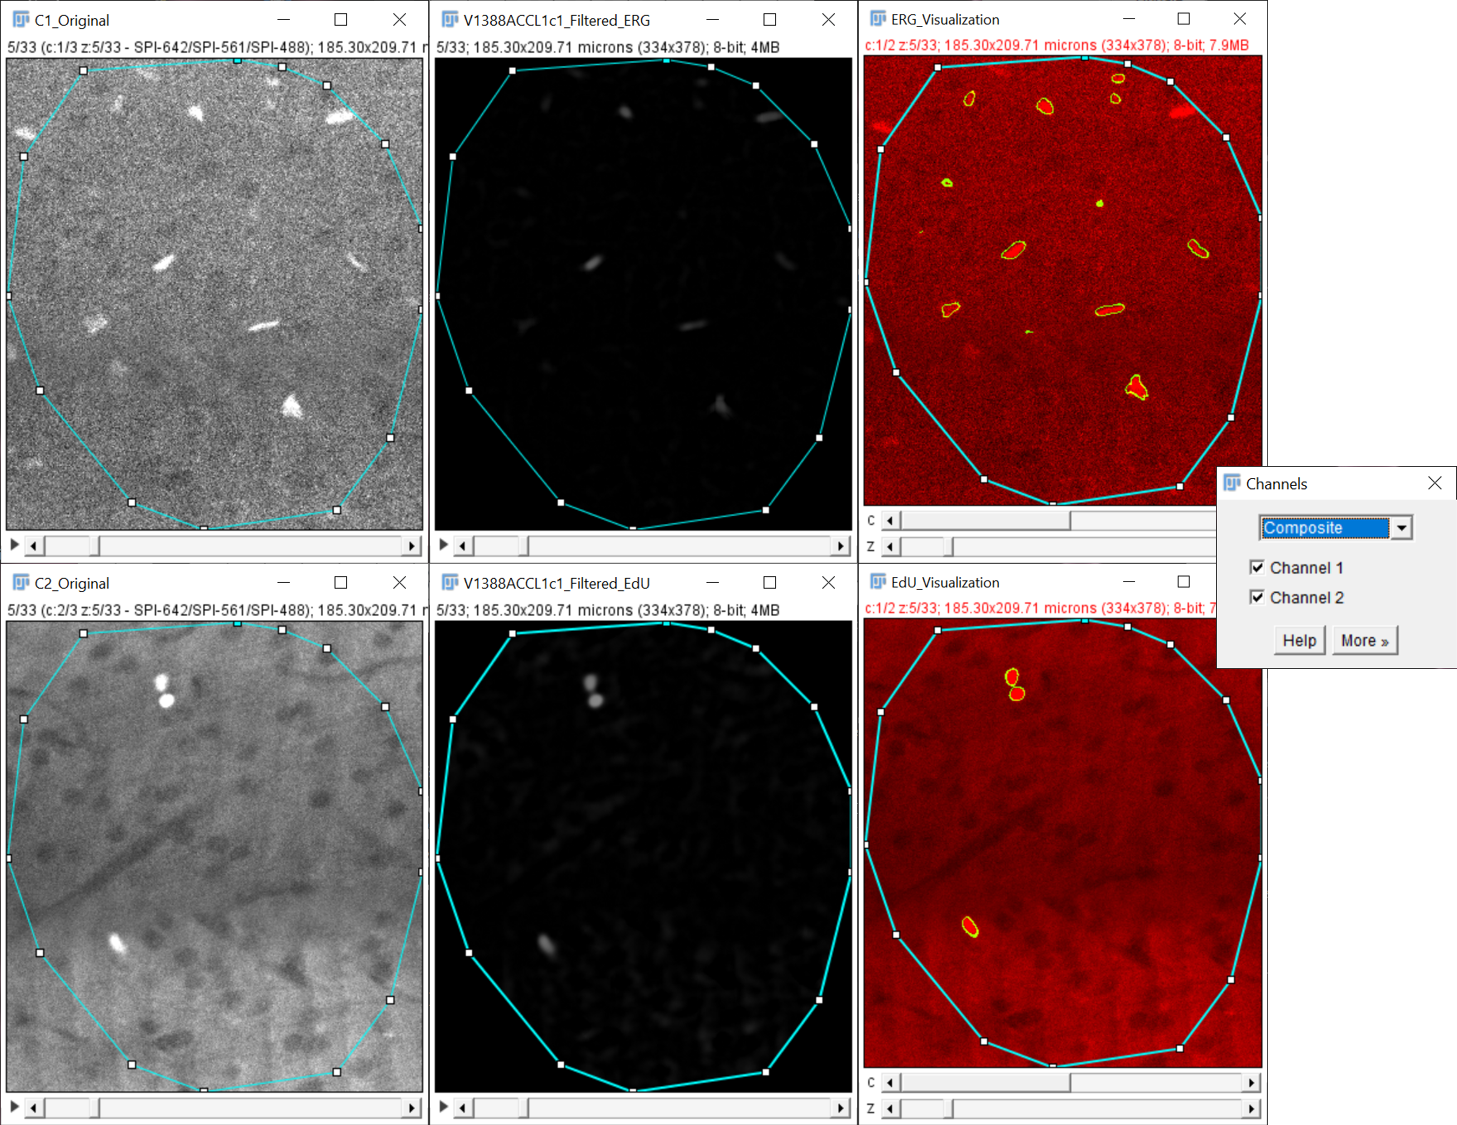 C1_Original
V1388ACCL1c1_Filtered_ERG
ERG_Visualization
5/33 (c:1/3 z:5/33 - SPI-642/SPI-561/SPI-488); 185.30x209.71 r
5/33; 185.30x209.71 microns (334x378); 8-bit; 4MB
c:1/2 z:5/33; 185.30x209.71 microns (334x378); 8-bit; 7.9MB
C
Z
Channels
Composite
Channel 1
Channel 2
Help
More »
C2_Original
V1388ACCL1c1_Filtered_EdU
EdU_Visualization
5/33 (c:2/3 z:5/33 - SPI-642/SPI-561/SPI-488); 185.30x209.71 r
5/33; 185.30x209.71 microns (334x378); 8-bit; 4MB
c:1/2 z:5/33; 185.30x209.71 microns (334x378); 8-bit; 7
C
Z